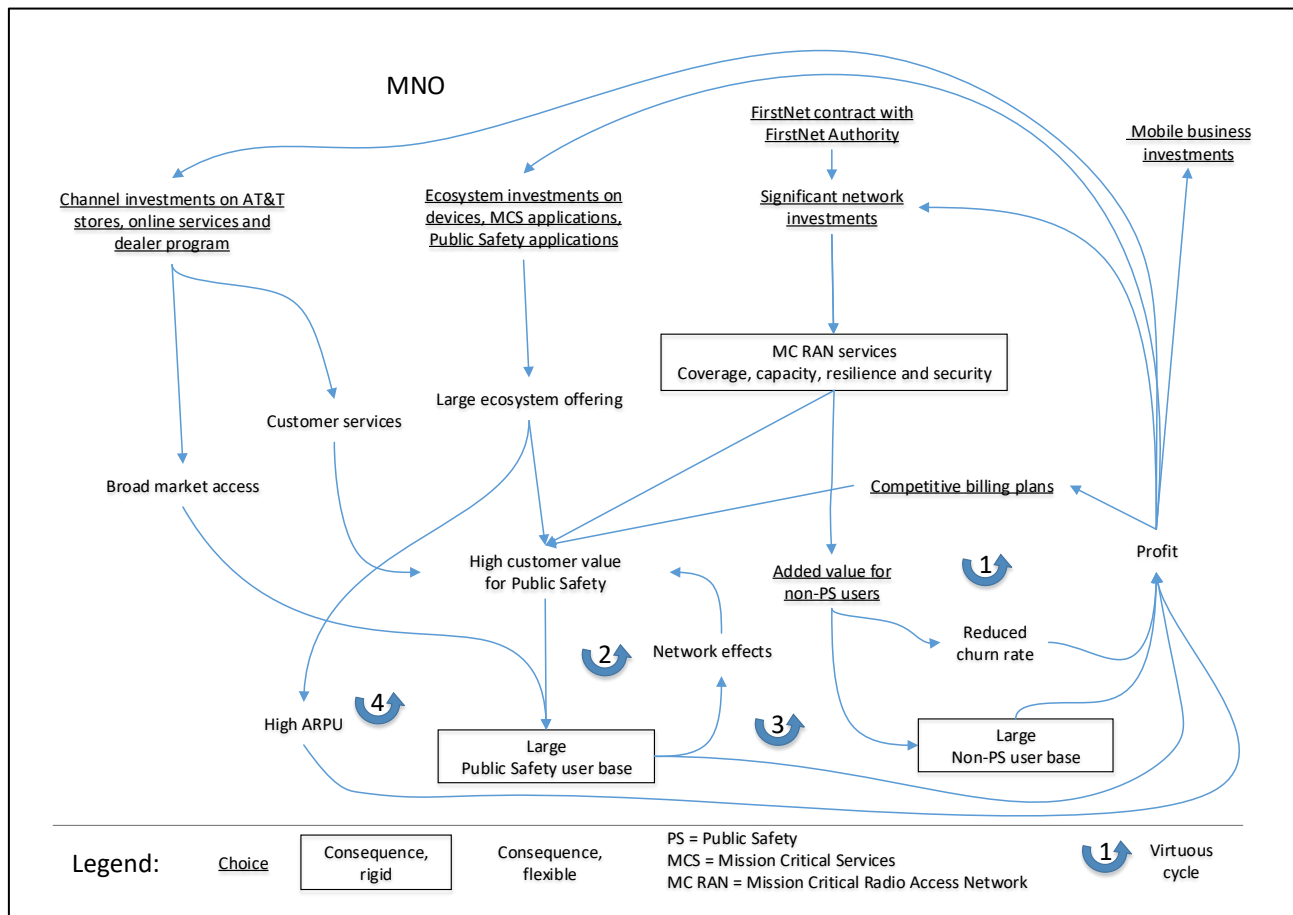 MNO
FirstNet contract with
FirstNet Authority
Mobile business
investments
Channel investments on AT&T
stores, online services and
dealer program
Ecosystem investments on
devices, MCS applications,
Public Safety applications
Significant network
investments
MC RAN services
Coverage, capacity, resilience and security
Large ecosystem offering
Customer services
Broad market access
Competitive billing plans
High customer value
for Public Safety
Added value for
non-PS users
1
Profit
Reduced
churn rate
2
Network effects
4
3
High ARPU
Large
Public Safety user base
Large
Non-PS user base
Legend:
Choice
Consequence,
rigid
Consequence,
flexible
PS = Public Safety
MCS = Mission Critical Services
MC RAN = Mission Critical Radio Access Network
1
Virtuous
cycle